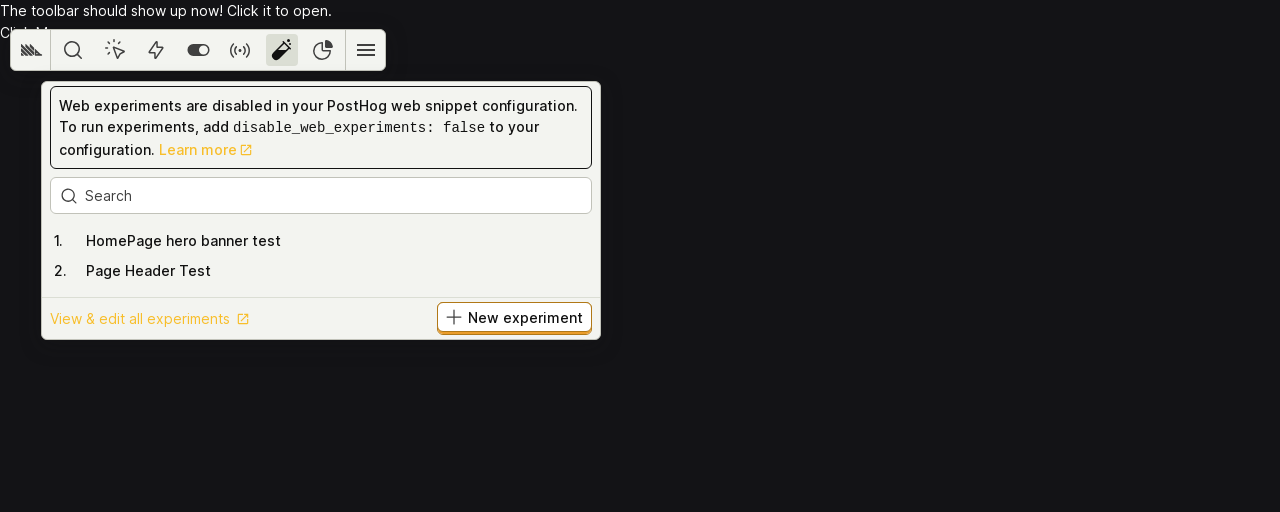 The toolbar should show up now! Click it to open.
Web experiments are disabled in your PostHog web snippet configuration.
To run experiments, add disable_web_experiments: false to your
configuration. Learn more
Search
1. HomePage hero banner test
2. Page Header Test
View & edit all experiments
New experiment